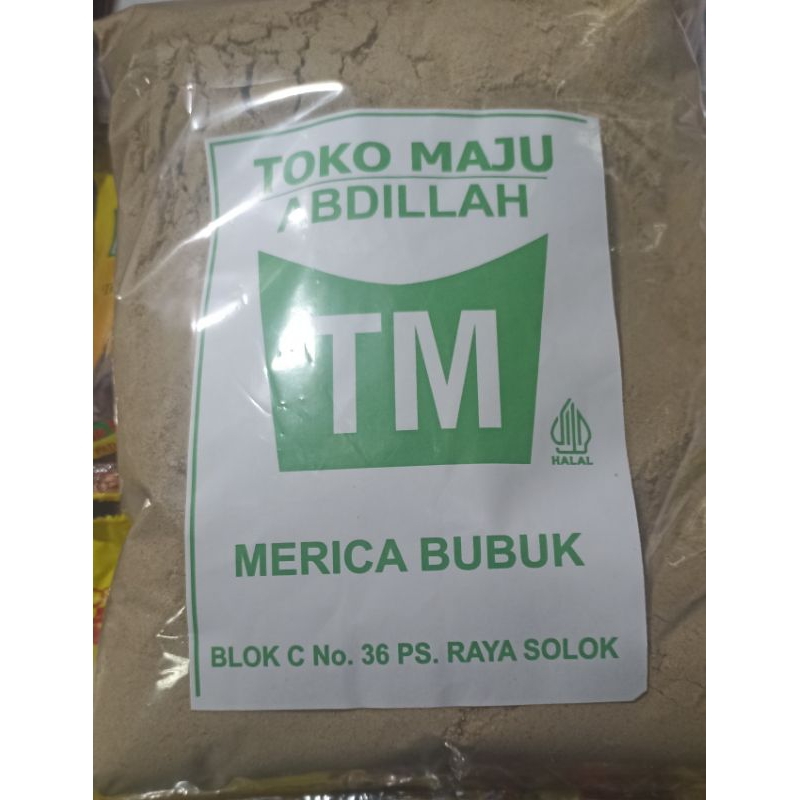 TOKO MAJU
ABDILLAH
TM
HALAL
MERICA BUBUK
BLOK C No. 36 PS. RAYA SOLOK